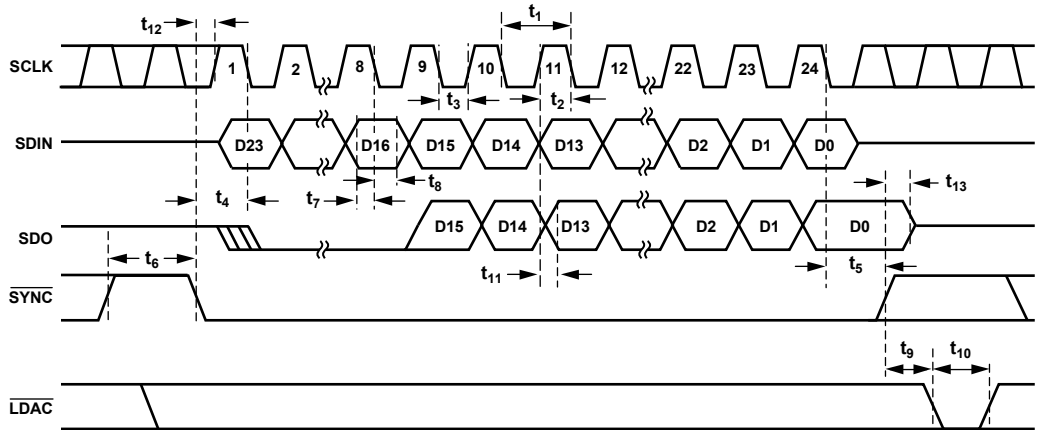 t12
t1
SCLK
1 2 8 9 10 11 12 22 23 24
t3 t2
SDIN
D23 D16 D15 D14 D13 D2 D1 D0
t4 t7 t8 t13
SDO
D15 D14 D13 D2 D1 D0
t6 t11 t5
SYNC
t9 t10
LDAC